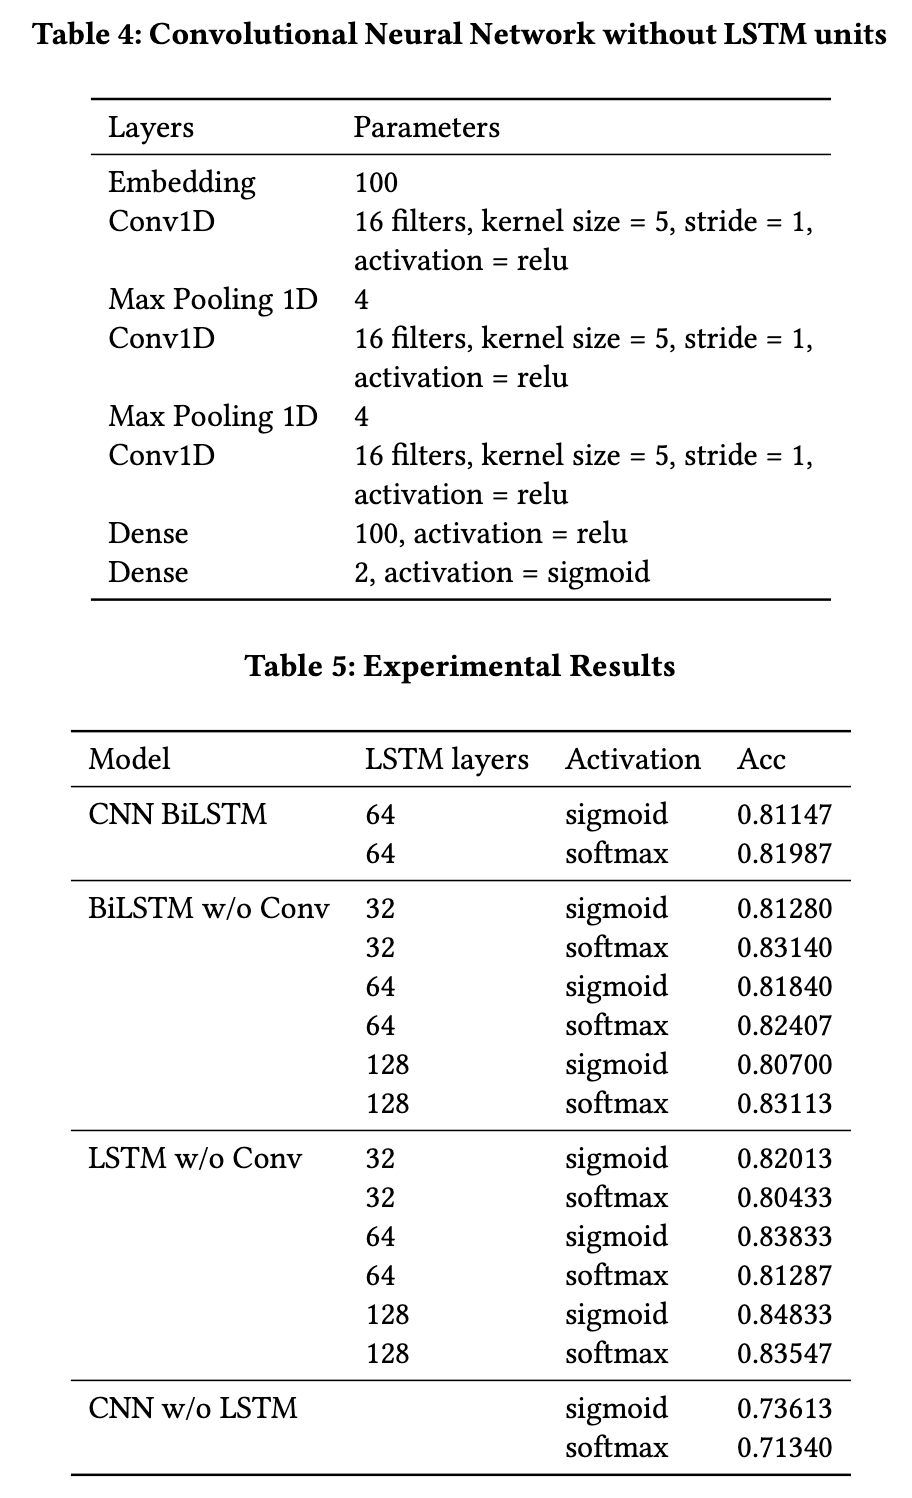 Table 4: Convolutional Neural Network without LSTM units
Layers Parameters
Embedding 100
Conv1D 16 filters, kernel size = 5, stride = 1,
activation = relu
Max Pooling 1D 4
Conv1D 16 filters, kernel size = 5, stride = 1,
activation = relu
Max Pooling 1D 4
Conv1D 16 filters, kernel size = 5, stride = 1,
activation = relu
Dense 100, activation = relu
Dense 2, activation = sigmoid
Table 5: Experimental Results
Model LSTM layers Activation Acc
CNN BiLSTM 64 sigmoid 0.81147
64 softmax 0.81987
BiLSTM w/o Conv 32 sigmoid 0.81280
32 softmax 0.83140
64 sigmoid 0.81840
64 softmax 0.82407
128 sigmoid 0.80700
128 softmax 0.83113
LSTM w/o Conv 32 sigmoid 0.82013
32 softmax 0.80433
64 sigmoid 0.83833
64 softmax 0.81287
128 sigmoid 0.84833
128 softmax 0.83547
CNN w/o LSTM sigmoid 0.73613
softmax 0.71340